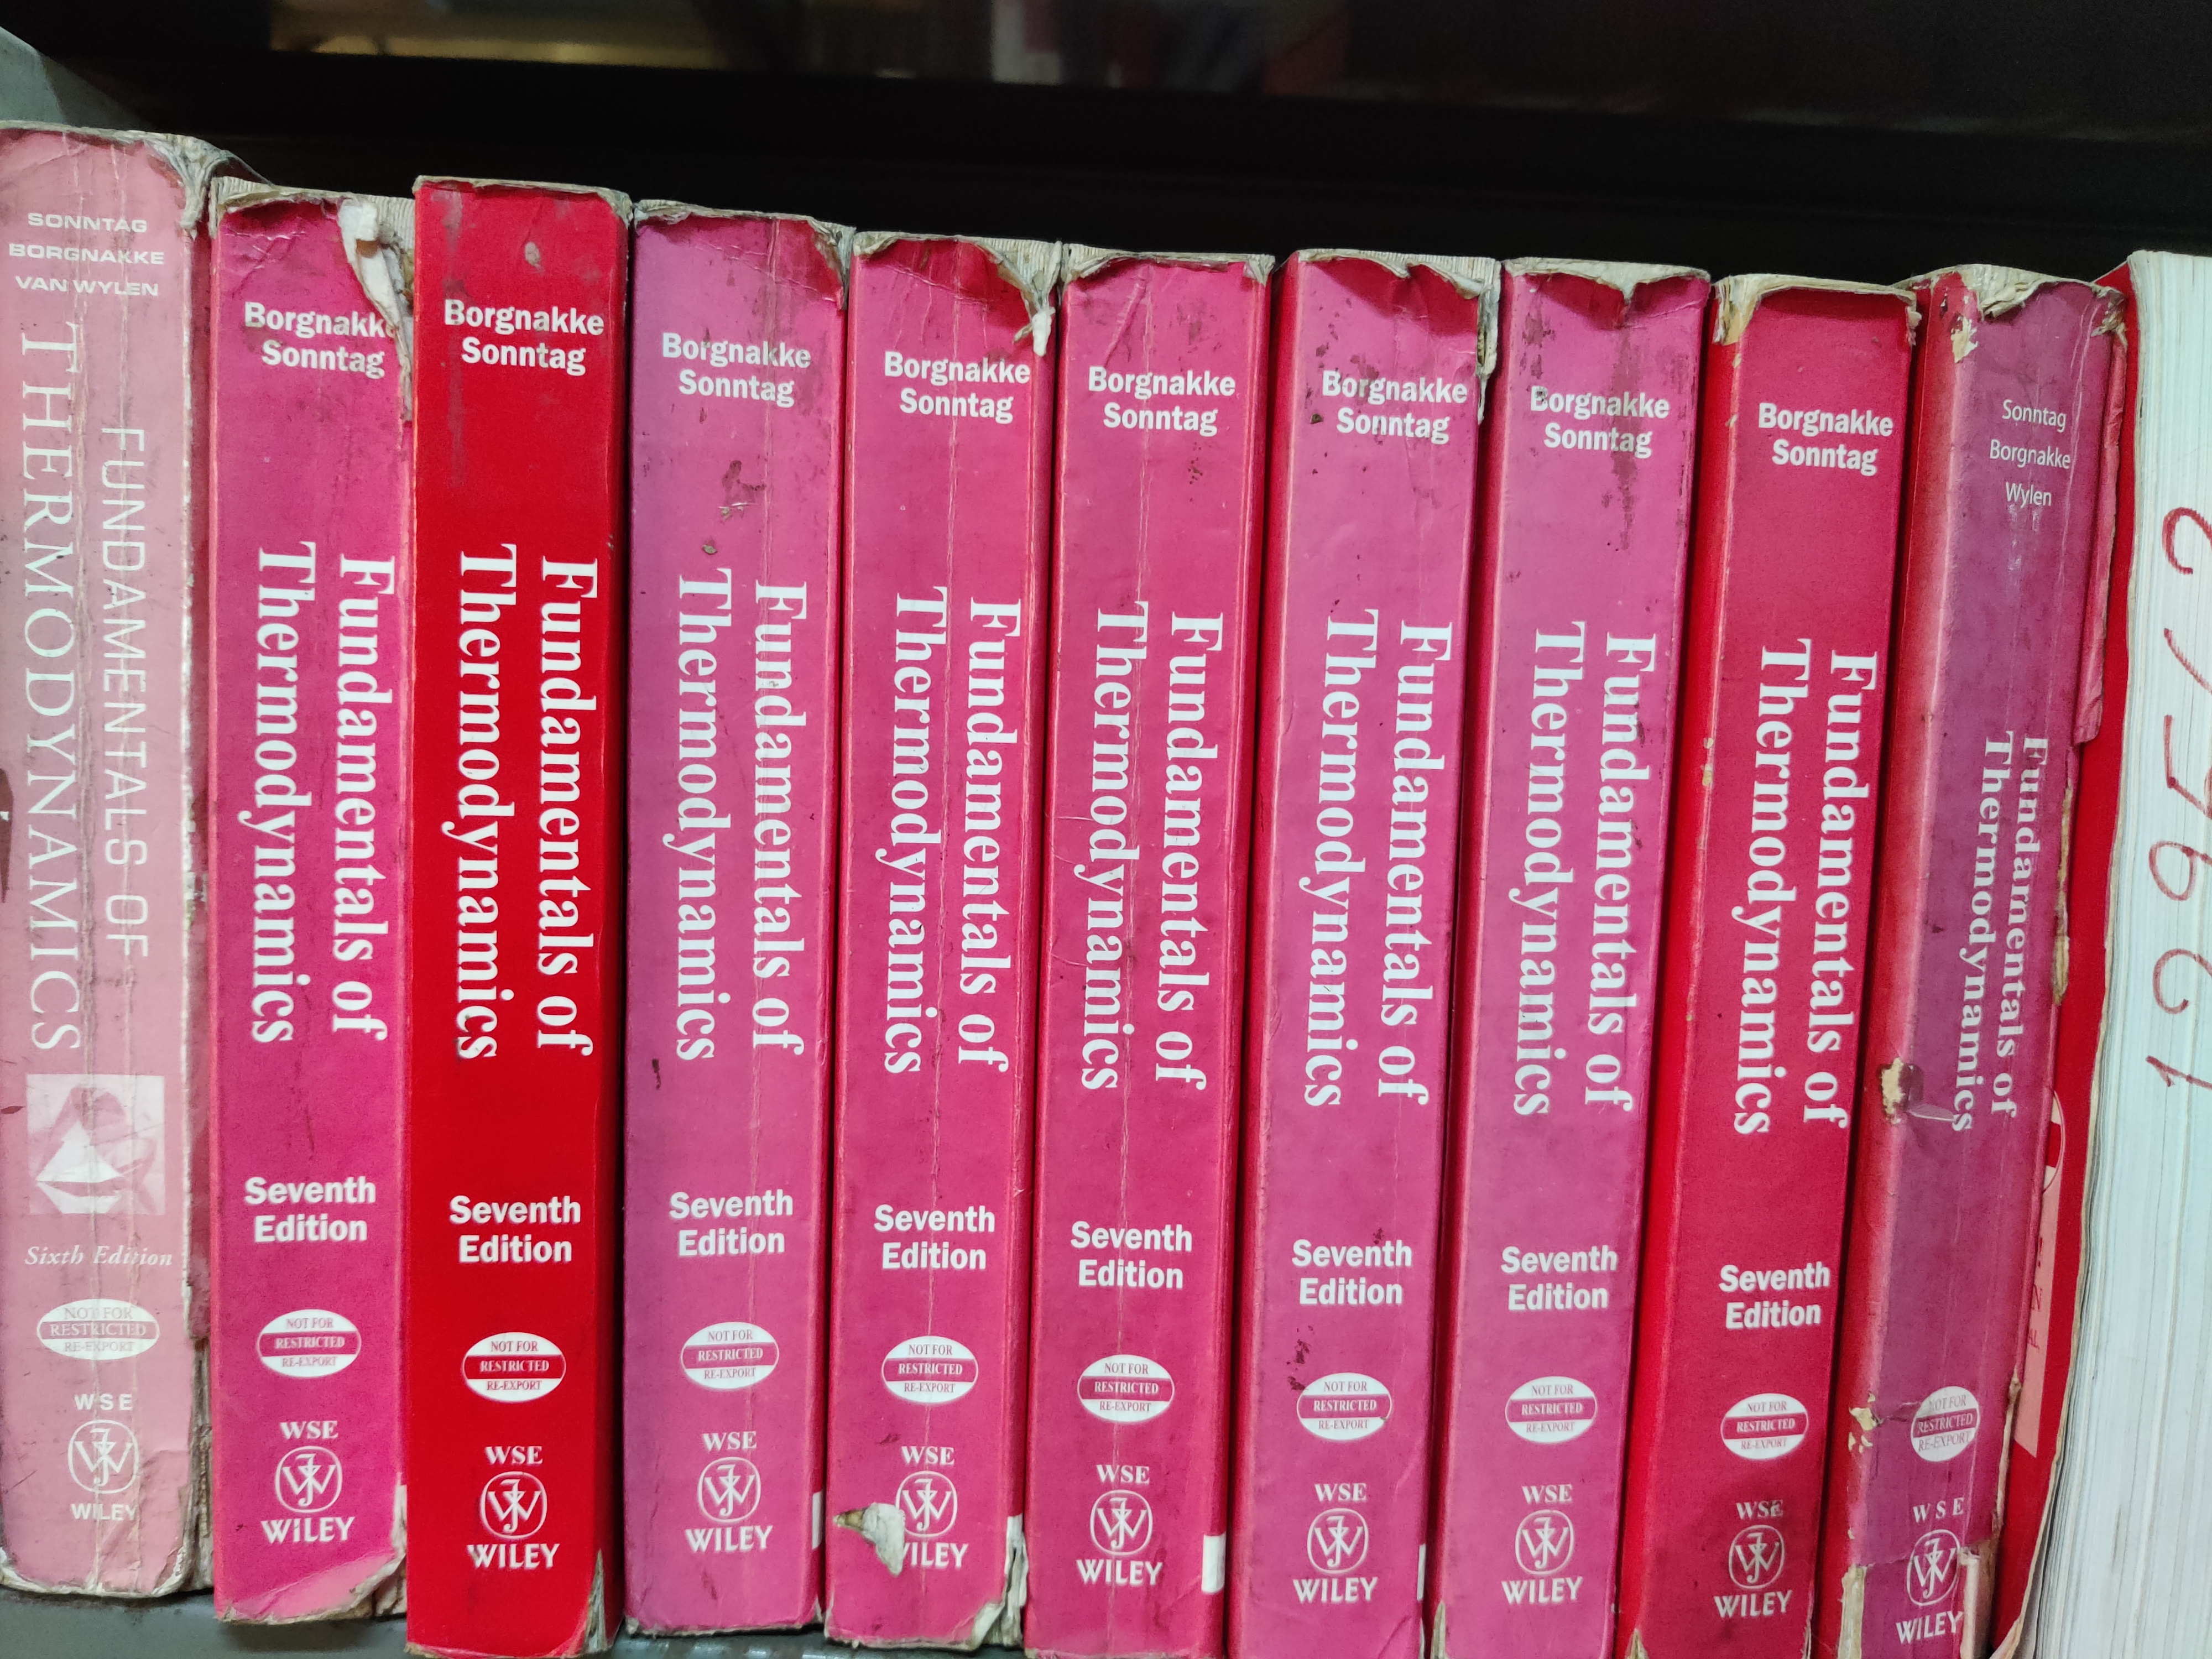 SONNTAG
BORGNAKKE
VAN WYLEN
FUNDAMENTALS OF
THERMODYNAMICS
Sixth Edition
NOT FOR
RESTRICTED
RE-EXPORT
WSE
WILEY
Borgnakke
Sonntag
Fundamentals of
Thermodynamics
Seventh
Edition
NOT FOR
RESTRICTED
RE-EXPORT
WSE
WILEY
Borgnakke
Sonntag
Fundamentals of
Thermodynamics
Seventh
Edition
NOT FOR
RESTRICTED
RE-EXPORT
WSE
WILEY
Borgnakke
Sonntag
Fundamentals of
Thermodynamics
Seventh
Edition
NOT FOR
RESTRICTED
RE-EXPORT
WSE
WILEY
Borgnakke
Sonntag
Fundamentals of
Thermodynamics
Seventh
Edition
NOT FOR
RESTRICTED
RE-EXPORT
WSE
WILEY
Borgnakke
Sonntag
Fundamentals of
Thermodynamics
Seventh
Edition
NOT FOR
RESTRICTED
RE-EXPORT
WSE
WILEY
Borgnakke
Sonntag
Fundamentals of
Thermodynamics
Seventh
Edition
NOT FOR
RESTRICTED
RE-EXPORT
WSE
WILEY
Borgnakke
Sonntag
Fundamentals of
Thermodynamics
Seventh
Edition
NOT FOR
RESTRICTED
RE-EXPORT
WSE
WILEY
Borgnakke
Sonntag
Fundamentals of
Thermodynamics
Seventh
Edition
NOT FOR
RESTRICTED
RE-EXPORT
WSE
WILEY
Sonntag
Borgnakke
Wylen
Fundamentals of
Thermodynamics
NOT FOR
RESTRICTED
RE-EXPORT
WSE
WILEY